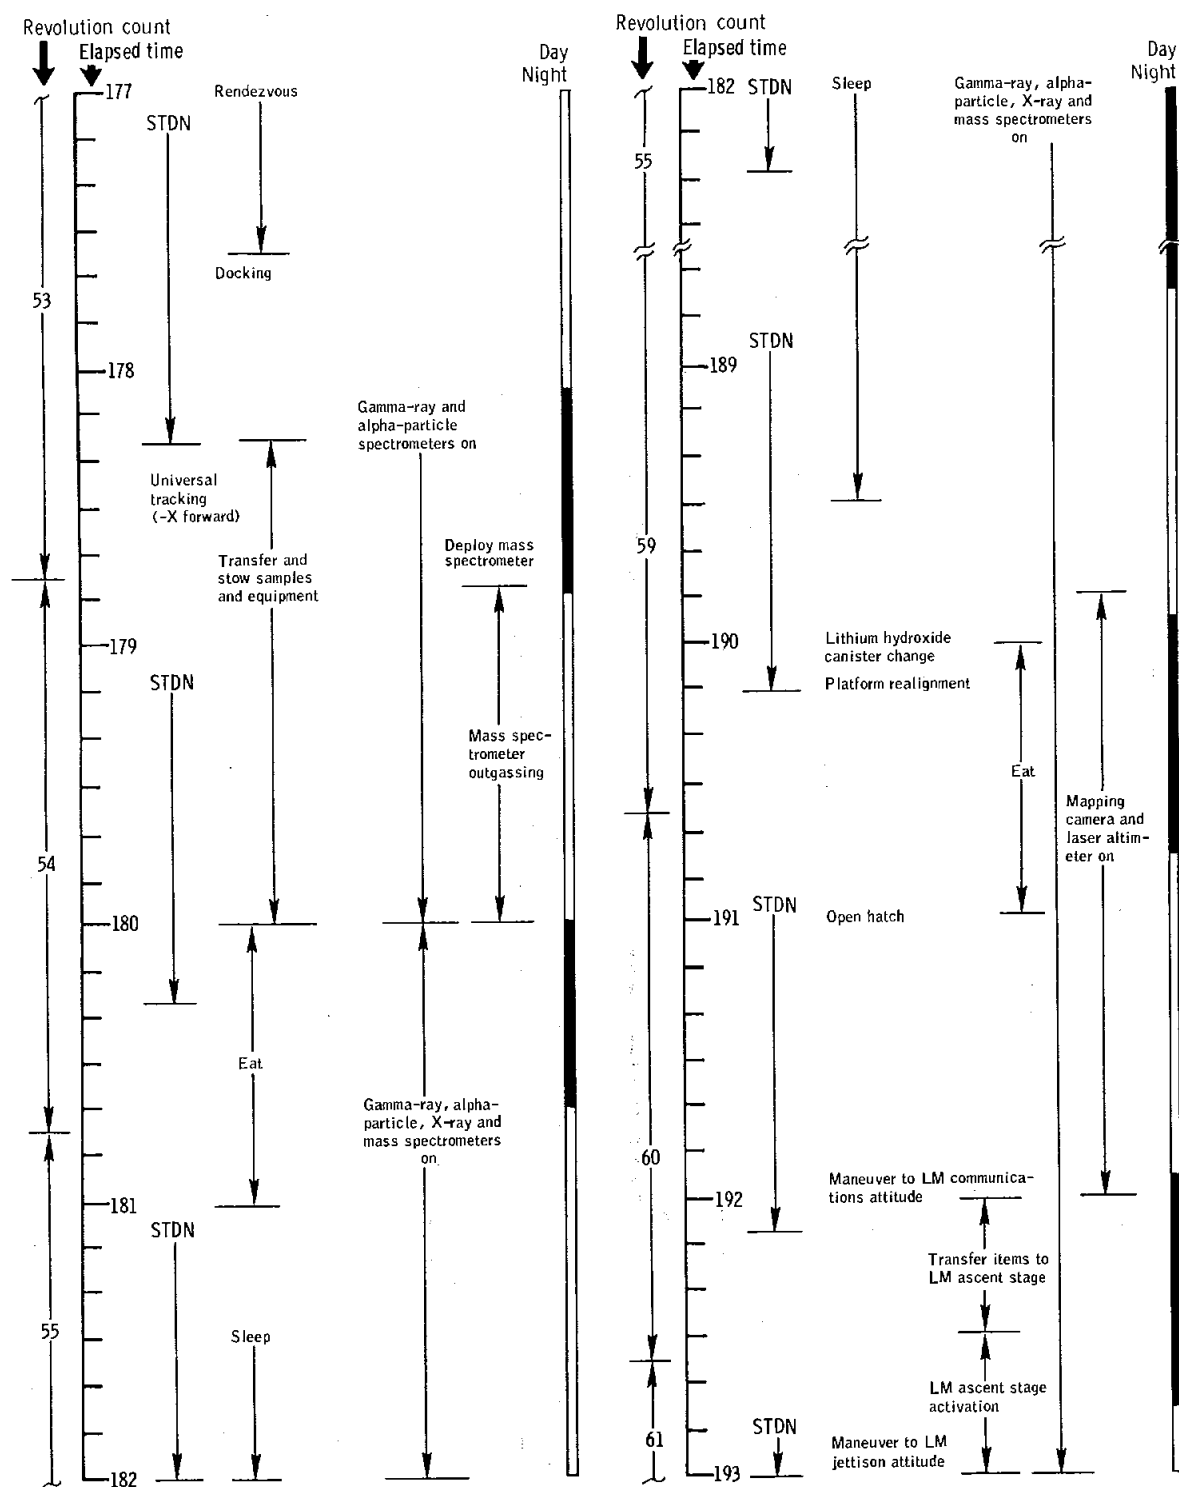 Revolution count
Elapsed time
Day
Night
177
Rendezvous
STDN
Docking
53
178
Gamma-ray and
alpha-particle
spectrometers on
Universal
tracking
(-X forward)
Deploy mass
spectrometer
Transfer and
stow samples
and equipment
179
STDN
Mass spec-
trometer
outgassing
54
180
Eat
Gamma-ray, alpha-
particle, X-ray and
mass spectrometers
on
181
STDN
55
Sleep
182
Revolution count
Elapsed time
Day
Night
182
STDN
Sleep
Gamma-ray, alpha-
particle, X-ray and
mass spectrometers
on
55
STDN
189
59
190
Lithium hydroxide
canister change
Platform realignment
Eat
Mapping
camera and
laser altim-
eter on
STDN
191
Open hatch
60
Maneuver to LM communica-
tions attitude
192
Transfer items to
LM ascent stage
LM ascent stage
activation
STDN
61
Maneuver to LM
jettison attitude
193